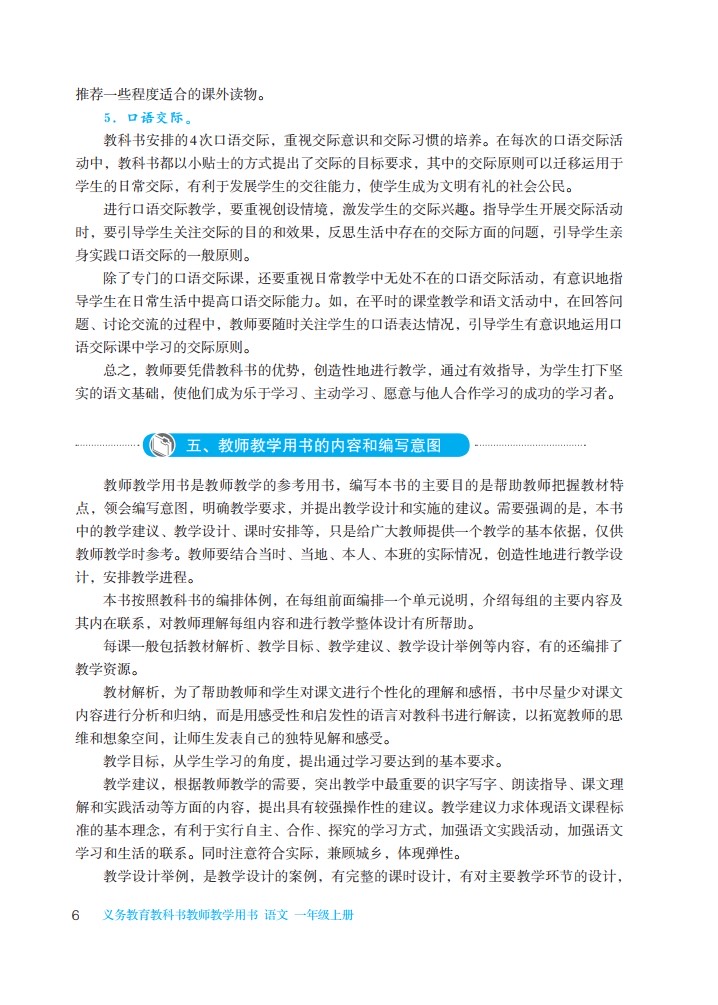 推荐一些程度适合的课外读物。
5．口语交际。
教科书安排的4次口语交际，重视交际意识和交际习惯的培养。在每次的口语交际活
动中，教科书都以小贴士的方式提出了交际的目标要求，其中的交际原则可以迁移运用于
学生的日常交际，有利于发展学生的交往能力，使学生成为文明有礼的社会公民。
进行口语交际教学，要重视创设情境，激发学生的交际兴趣。指导学生开展交际活动
时，要引导学生关注交际的目的和效果，反思生活中存在的交际方面的问题，引导学生亲
身实践口语交际的一般原则。
除了专门的口语交际课，还要重视日常教学中无处不在的口语交际活动，有意识地指
导学生在日常生活中提高口语交际能力。如，在平时的课堂教学和语文活动中，在回答问
题、讨论交流的过程中，教师要随时关注学生的口语表达情况，引导学生有意识地运用口
语交际课中学习的交际原则。
总之，教师要凭借教科书的优势，创造性地进行教学，通过有效指导，为学生打下坚
实的语文基础，使他们成为乐于学习、主动学习、愿意与他人合作学习的成功的学习者。
五、教师教学用书的内容和编写意图
教师教学用书是教师教学的参考用书，编写本书的主要目的是帮助教师把握教材特
点，领会编写意图，明确教学要求，并提出教学设计和实施的建议。需要强调的是，本书
中的教学建议、教学设计、课时安排等，只是给广大教师提供一个教学的基本依据，仅供
教师教学时参考。教师要结合当时、当地、本人、本班的实际情况，创造性地进行教学设
计，安排教学进程。
本书按照教科书的编排体例，在每组前面编排一个单元说明，介绍每组的主要内容及
其内在联系，对教师理解每组内容和进行教学整体设计有所帮助。
每课一般包括教材解析、教学目标、教学建议、教学设计举例等内容，有的还编排了
教学资源。
教材解析，为了帮助教师和学生对课文进行个性化的理解和感悟，书中尽量少对课文
内容进行分析和归纳，而是用感受性和启发性的语言对教科书进行解读，以拓宽教师的思
维和想象空间，让师生发表自己的独特见解和感受。
教学目标，从学生学习的角度，提出通过学习要达到的基本要求。
教学建议，根据教师教学的需要，突出教学中最重要的识字写字、朗读指导、课文理
解和实践活动等方面的内容，提出具有较强操作性的建议。教学建议力求体现语文课程标
准的基本理念，有利于实行自主、合作、探究的学习方式，加强语文实践活动，加强语文
学习和生活的联系。同时注意符合实际，兼顾城乡，体现弹性。
教学设计举例，是教学设计的案例，有完整的课时设计，有对主要教学环节的设计，
6 义务教育教科书教师教学用书 语文 一年级上册